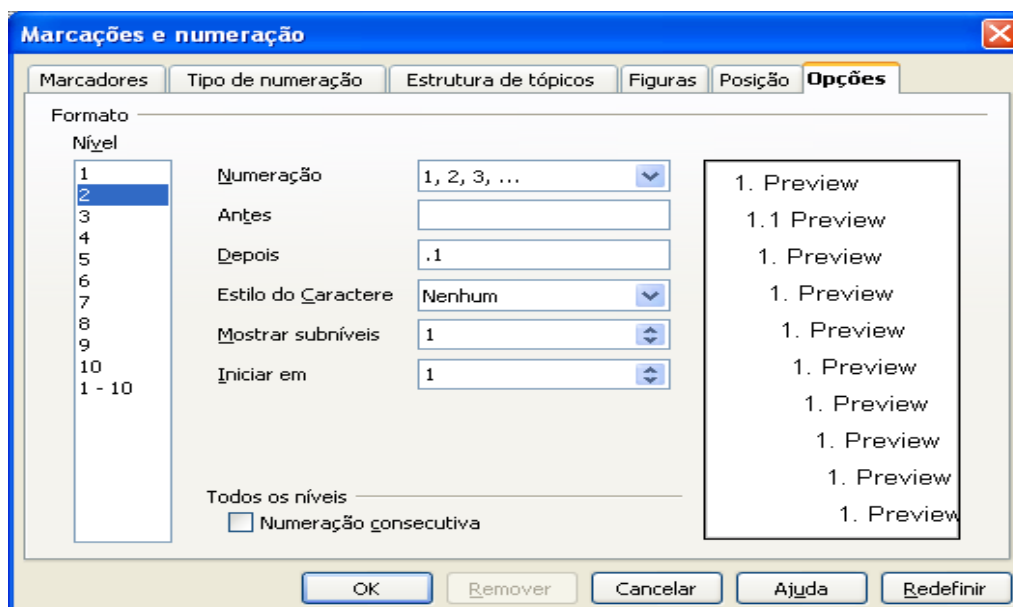 Marcações e numeração
Marcadores Tipo de numeração Estrutura de tópicos Figuras Posição Opções
Formato
Nível
1
2
3
4
5
6
7
8
9
10
1 - 10
Numeração 1, 2, 3, ...
Antes
Depois .1
Estilo do Caractere Nenhum
Mostrar subníveis 1
Iniciar em 1
Todos os níveis
Numeração consecutiva
1. Preview
1.1 Preview
1. Preview
1. Preview
1. Preview
1. Preview
1. Preview
1. Preview
1. Preview
1. Preview
OK Remover Cancelar Ajuda Redefinir